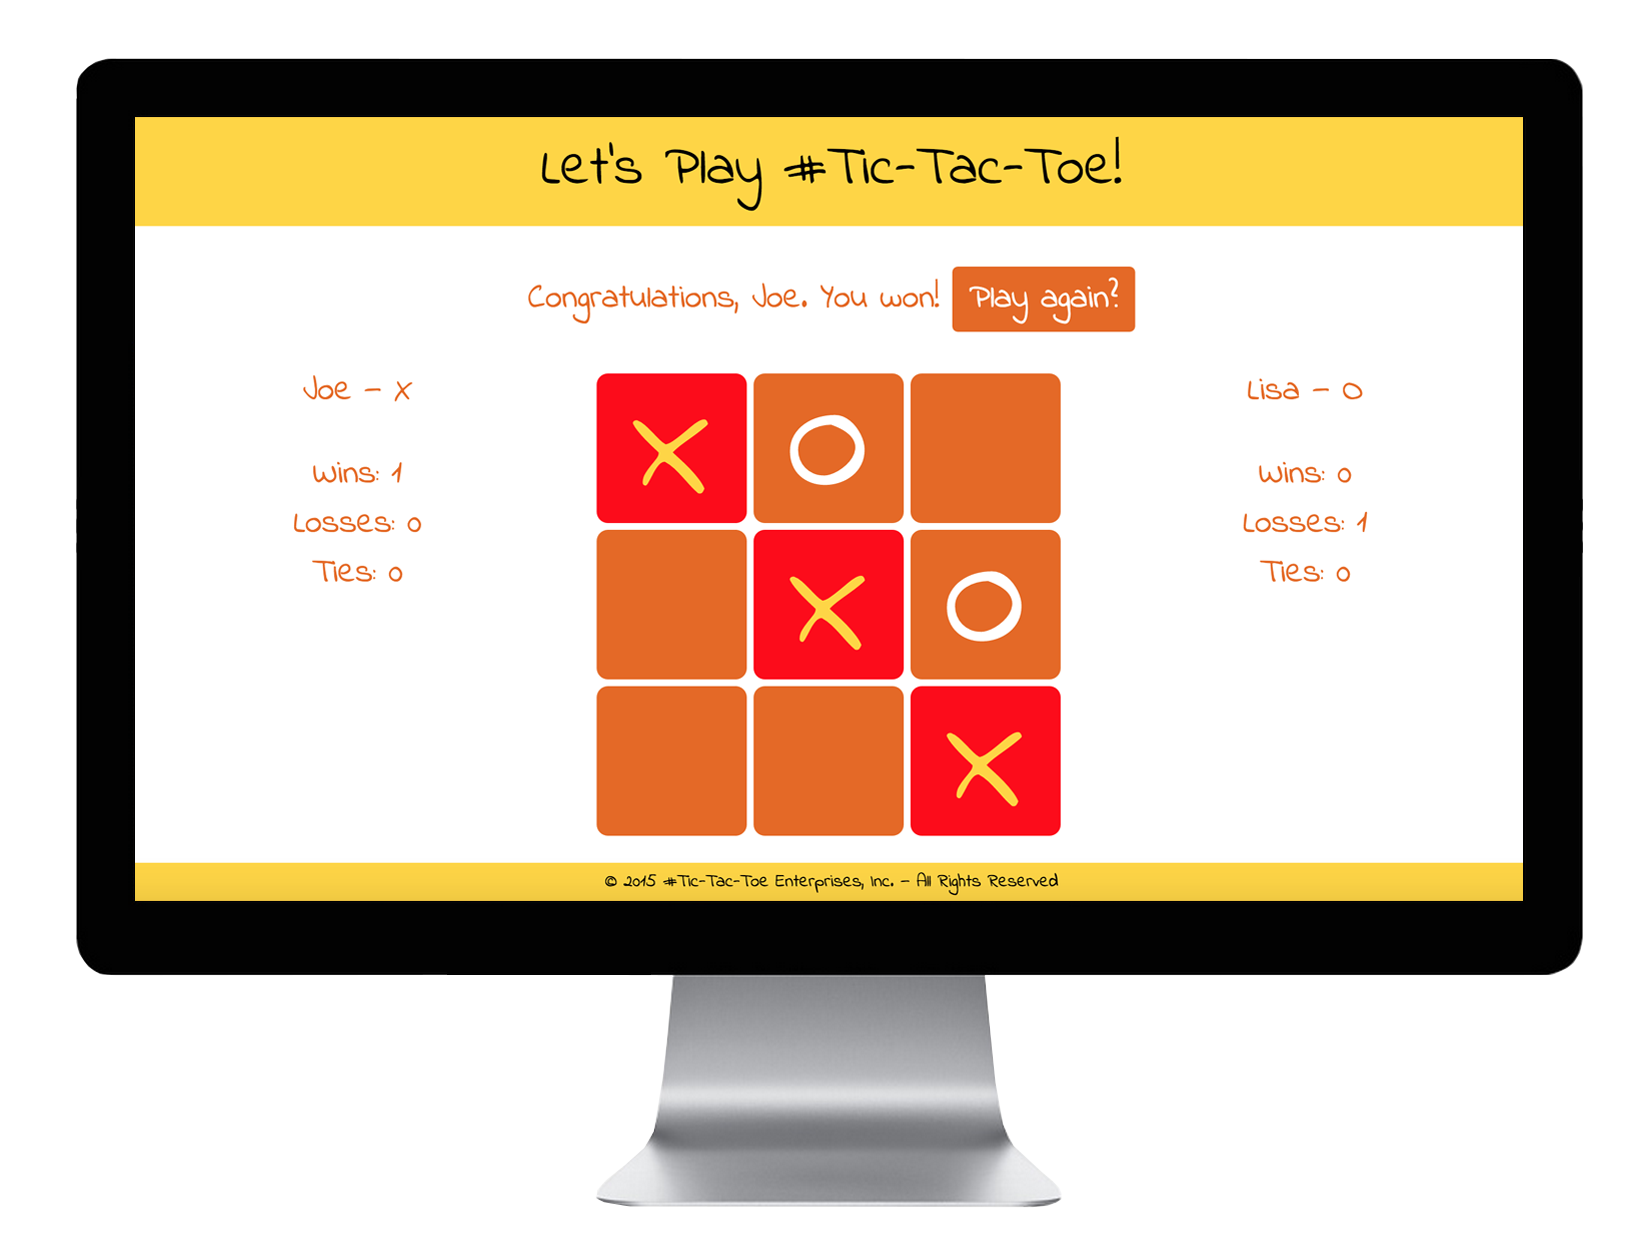 Let's Play #Tic-Tac-Toe!
Congratulations, Joe. You won! Play again?
Joe - X
Wins: 1
Losses: 0
Ties: 0
X O
X O
X
Lisa - O
Wins: 0
Losses: 1
Ties: 0
© 2015 #Tic-Tac-Toe Enterprises, Inc. - All Rights Reserved